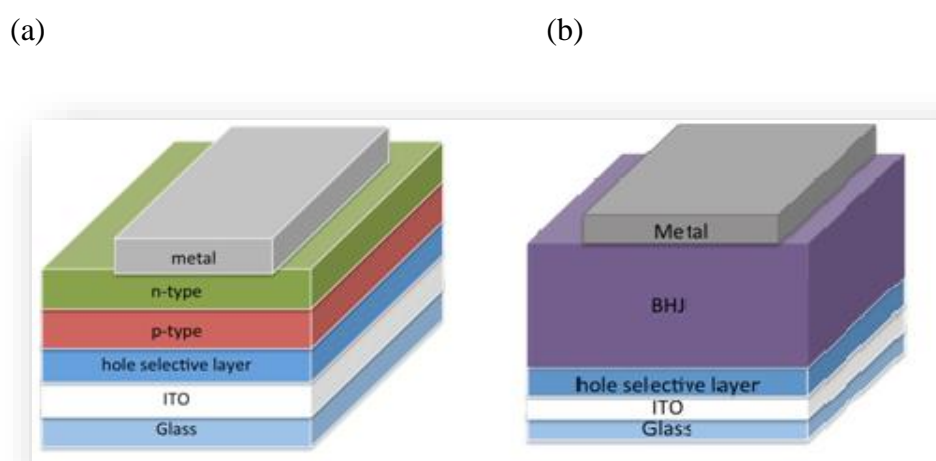 (a)
(b)
metal
n-type
p-type
hole selective layer
ITO
Glass
Metal
BHJ
hole selective layer
ITO
Glass